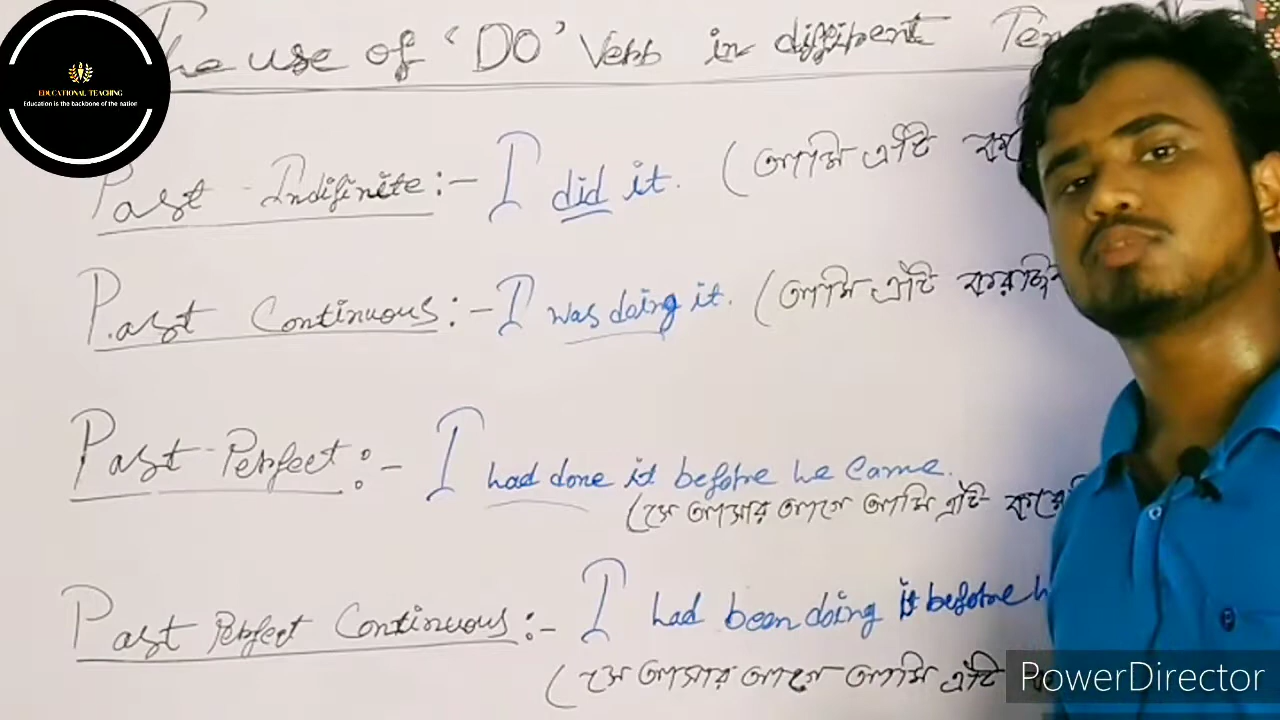 The use of 'DO' Verb in different
EDUCATIONAL TEACHING
Education is the backbone of the nation
Past Indifinite :- I did it. (আমি এটি
Past Continuous :- I was doing it. (আমি এটি করছি
Past Perfect :- I had done it before he came.
(সে আসার আগে আমি এটি
Past Perfect Continuous :- I had been doing it before
(সে আসার আগে আমি এটি
PowerDirector